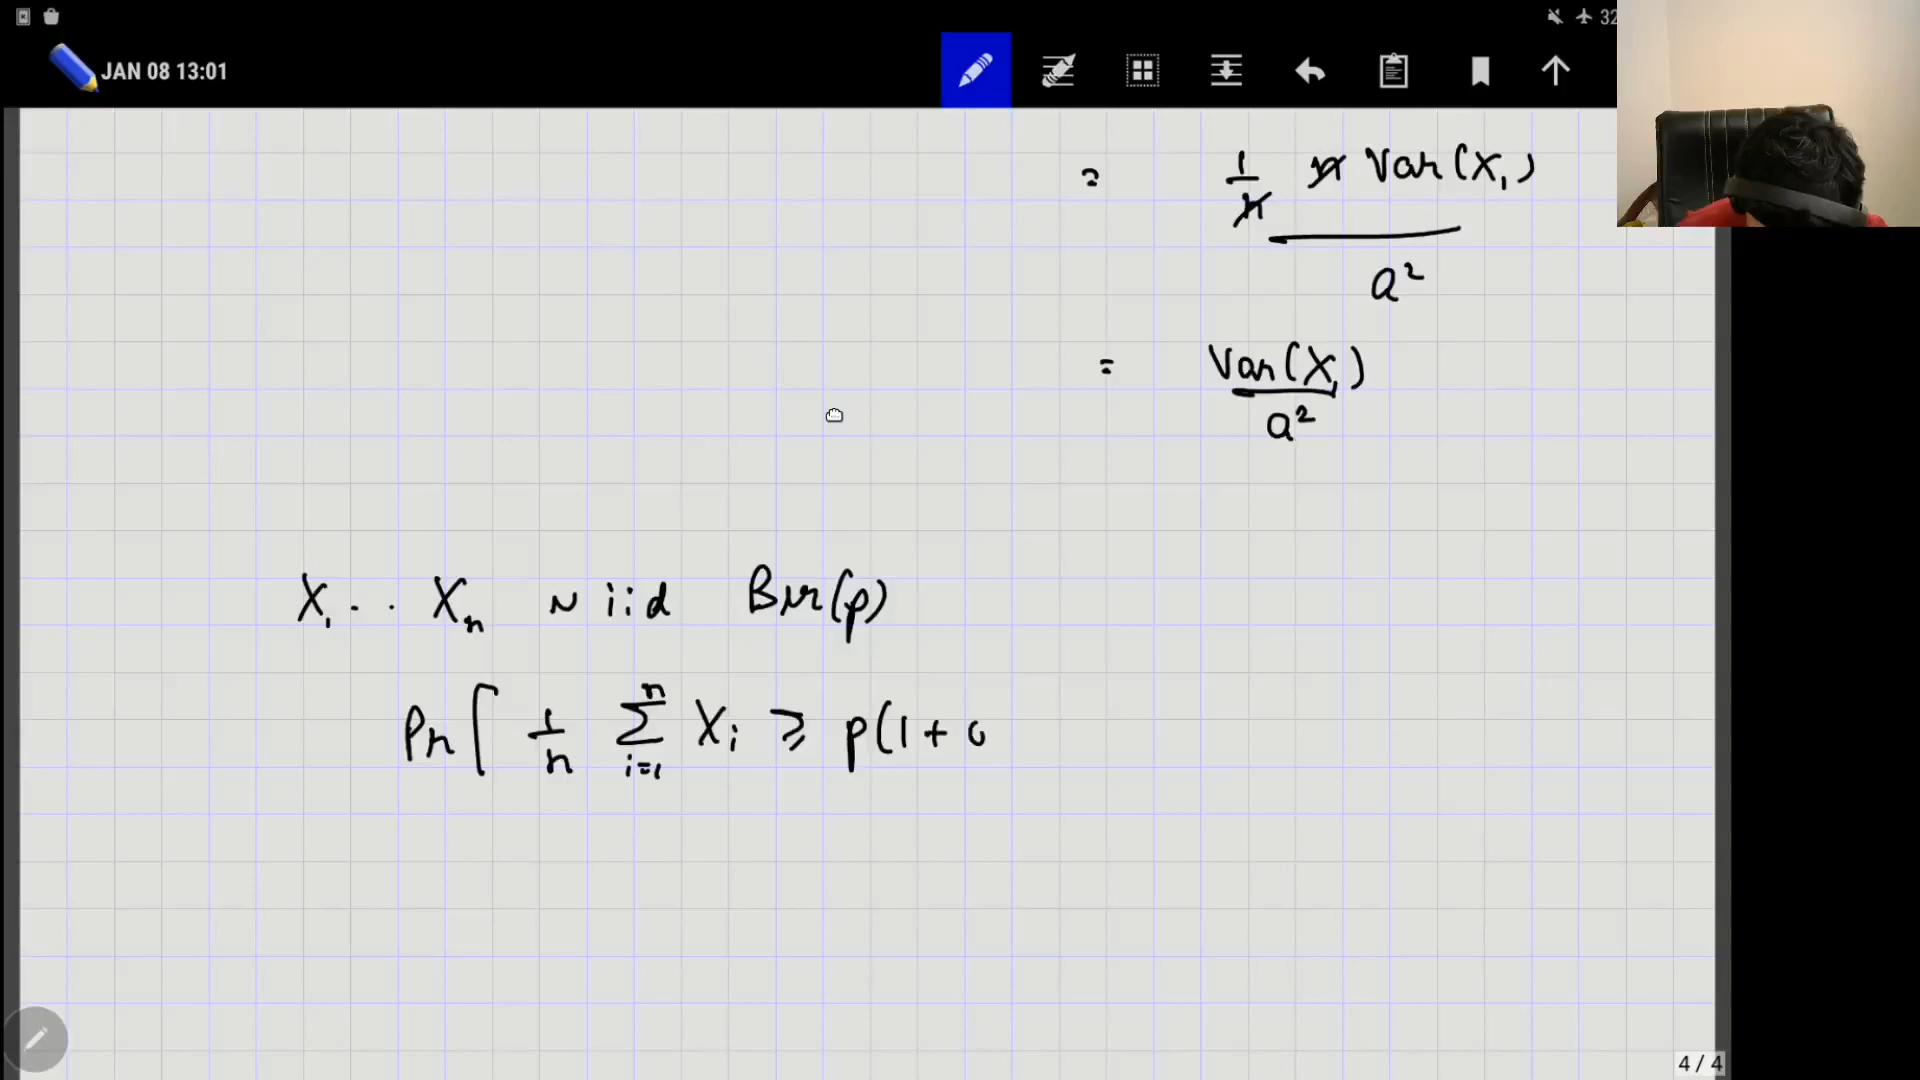 JAN 08 13:01
32
= 1/n n Var(X₁) / a²
= Var(X₁) / a²
X₁ . . Xₙ ~ iid Ber(p)
Pr[ 1/n ∑ᵢ₌₁ⁿ Xᵢ ⩾ p(1+
4 / 4